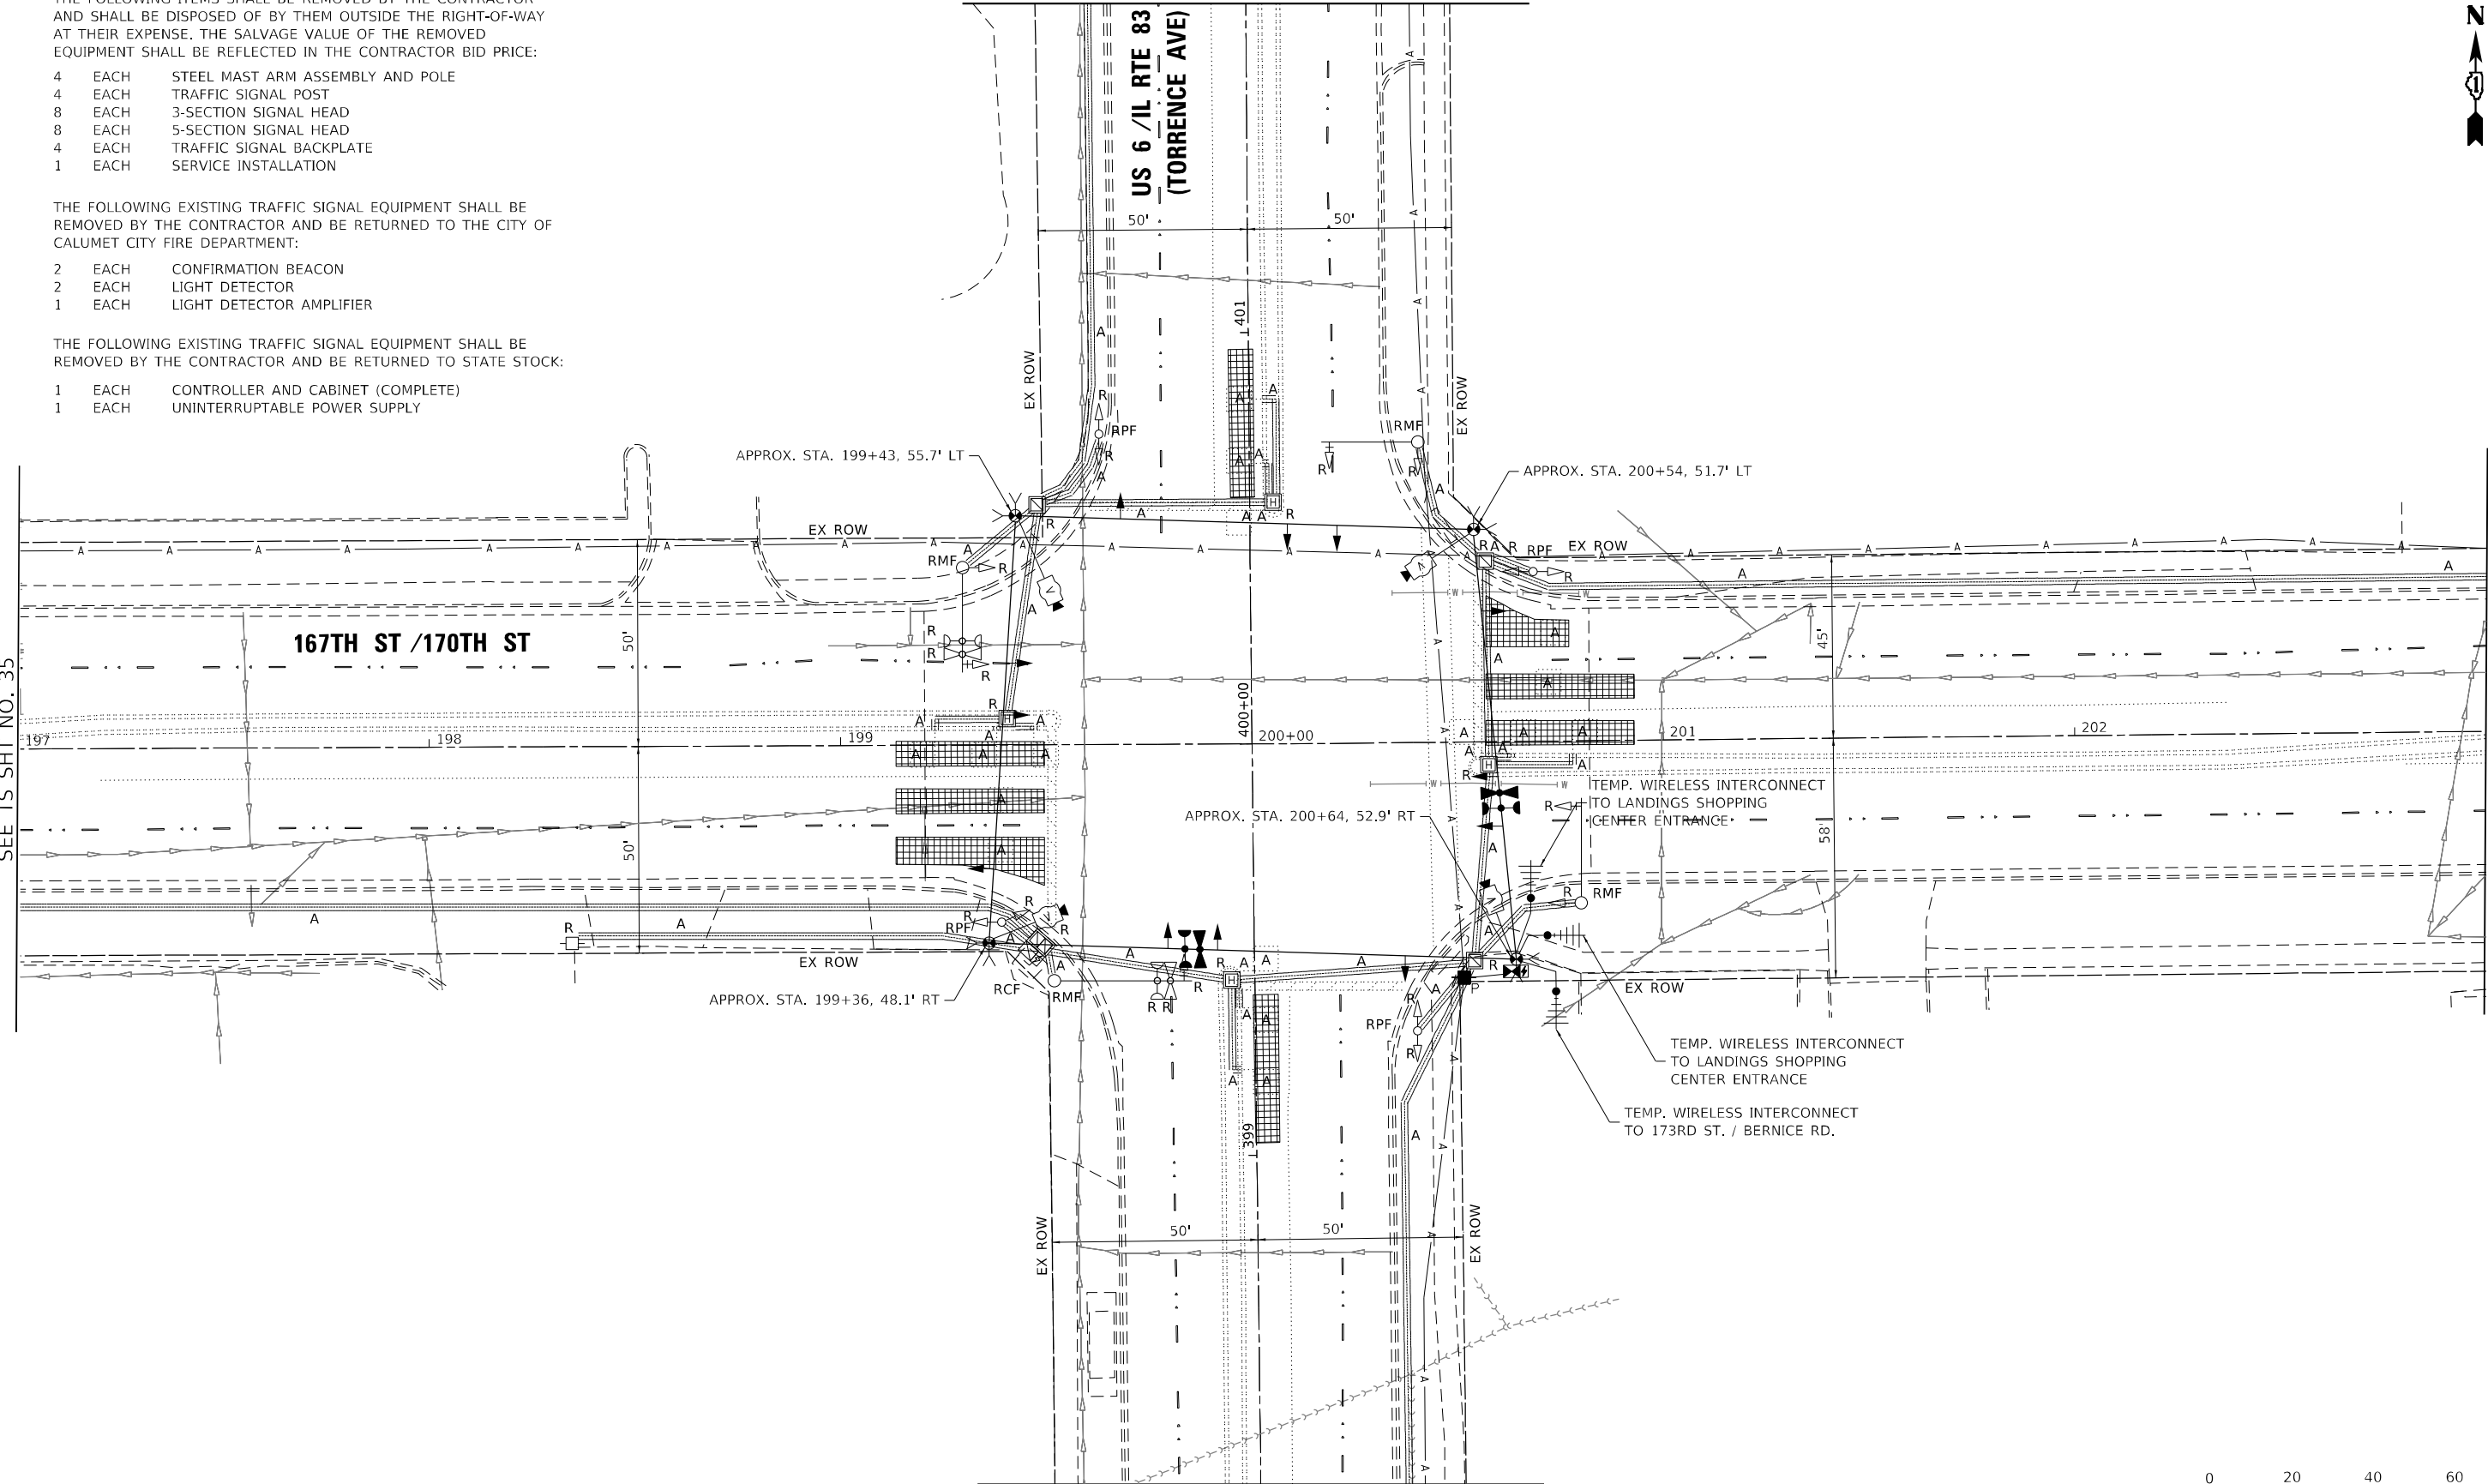 THE FOLLOWING ITEMS SHALL BE REMOVED BY THE CONTRACTOR
AND SHALL BE DISPOSED OF BY THEM OUTSIDE THE RIGHT-OF-WAY
AT THEIR EXPENSE. THE SALVAGE VALUE OF THE REMOVED
EQUIPMENT SHALL BE REFLECTED IN THE CONTRACTOR BID PRICE:
4 EACH STEEL MAST ARM ASSEMBLY AND POLE
4 EACH TRAFFIC SIGNAL POST
8 EACH 3-SECTION SIGNAL HEAD
8 EACH 5-SECTION SIGNAL HEAD
4 EACH TRAFFIC SIGNAL BACKPLATE
1 EACH SERVICE INSTALLATION
THE FOLLOWING EXISTING TRAFFIC SIGNAL EQUIPMENT SHALL BE
REMOVED BY THE CONTRACTOR AND BE RETURNED TO THE CITY OF
CALUMET CITY FIRE DEPARTMENT:
2 EACH CONFIRMATION BEACON
2 EACH LIGHT DETECTOR
1 EACH LIGHT DETECTOR AMPLIFIER
THE FOLLOWING EXISTING TRAFFIC SIGNAL EQUIPMENT SHALL BE
REMOVED BY THE CONTRACTOR AND BE RETURNED TO STATE STOCK:
1 EACH CONTROLLER AND CABINET (COMPLETE)
1 EACH UNINTERRUPTABLE POWER SUPPLY
US 6 /IL RTE 83
(TORRENCE AVE)
N
1
50'
50'
401
EX ROW
EX ROW
RPF
RMF
APPROX. STA. 199+43, 55.7' LT
APPROX. STA. 200+54, 51.7' LT
EX ROW
RMF
RPF
EX ROW
167TH ST /170TH ST
50'
45'
SEE TS SHT NO. 35
197
198
199
400+00
200+00
201
202
TEMP. WIRELESS INTERCONNECT
TO LANDINGS SHOPPING
CENTER ENTRANCE
APPROX. STA. 200+64, 52.9' RT
50'
58'
RMF
RPF
EX ROW
RCF
RMF
APPROX. STA. 199+36, 48.1' RT
RPF
P
EX ROW
TEMP. WIRELESS INTERCONNECT
TO LANDINGS SHOPPING
CENTER ENTRANCE
TEMP. WIRELESS INTERCONNECT
TO 173RD ST. / BERNICE RD.
399
50'
50'
EX ROW
EX ROW
0 20 40 60